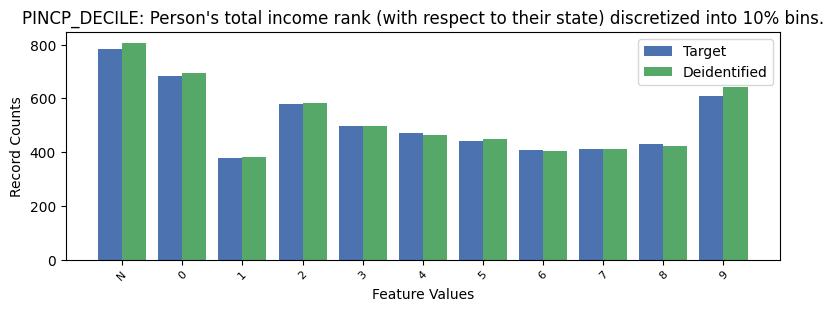 PINCP_DECILE: Person's total income rank (with respect to their state) discretized into 10% bins.
Target
Deidentified
Record Counts
800
600
400
200
0
N 0 1 2 3 4 5 6 7 8 9
Feature Values